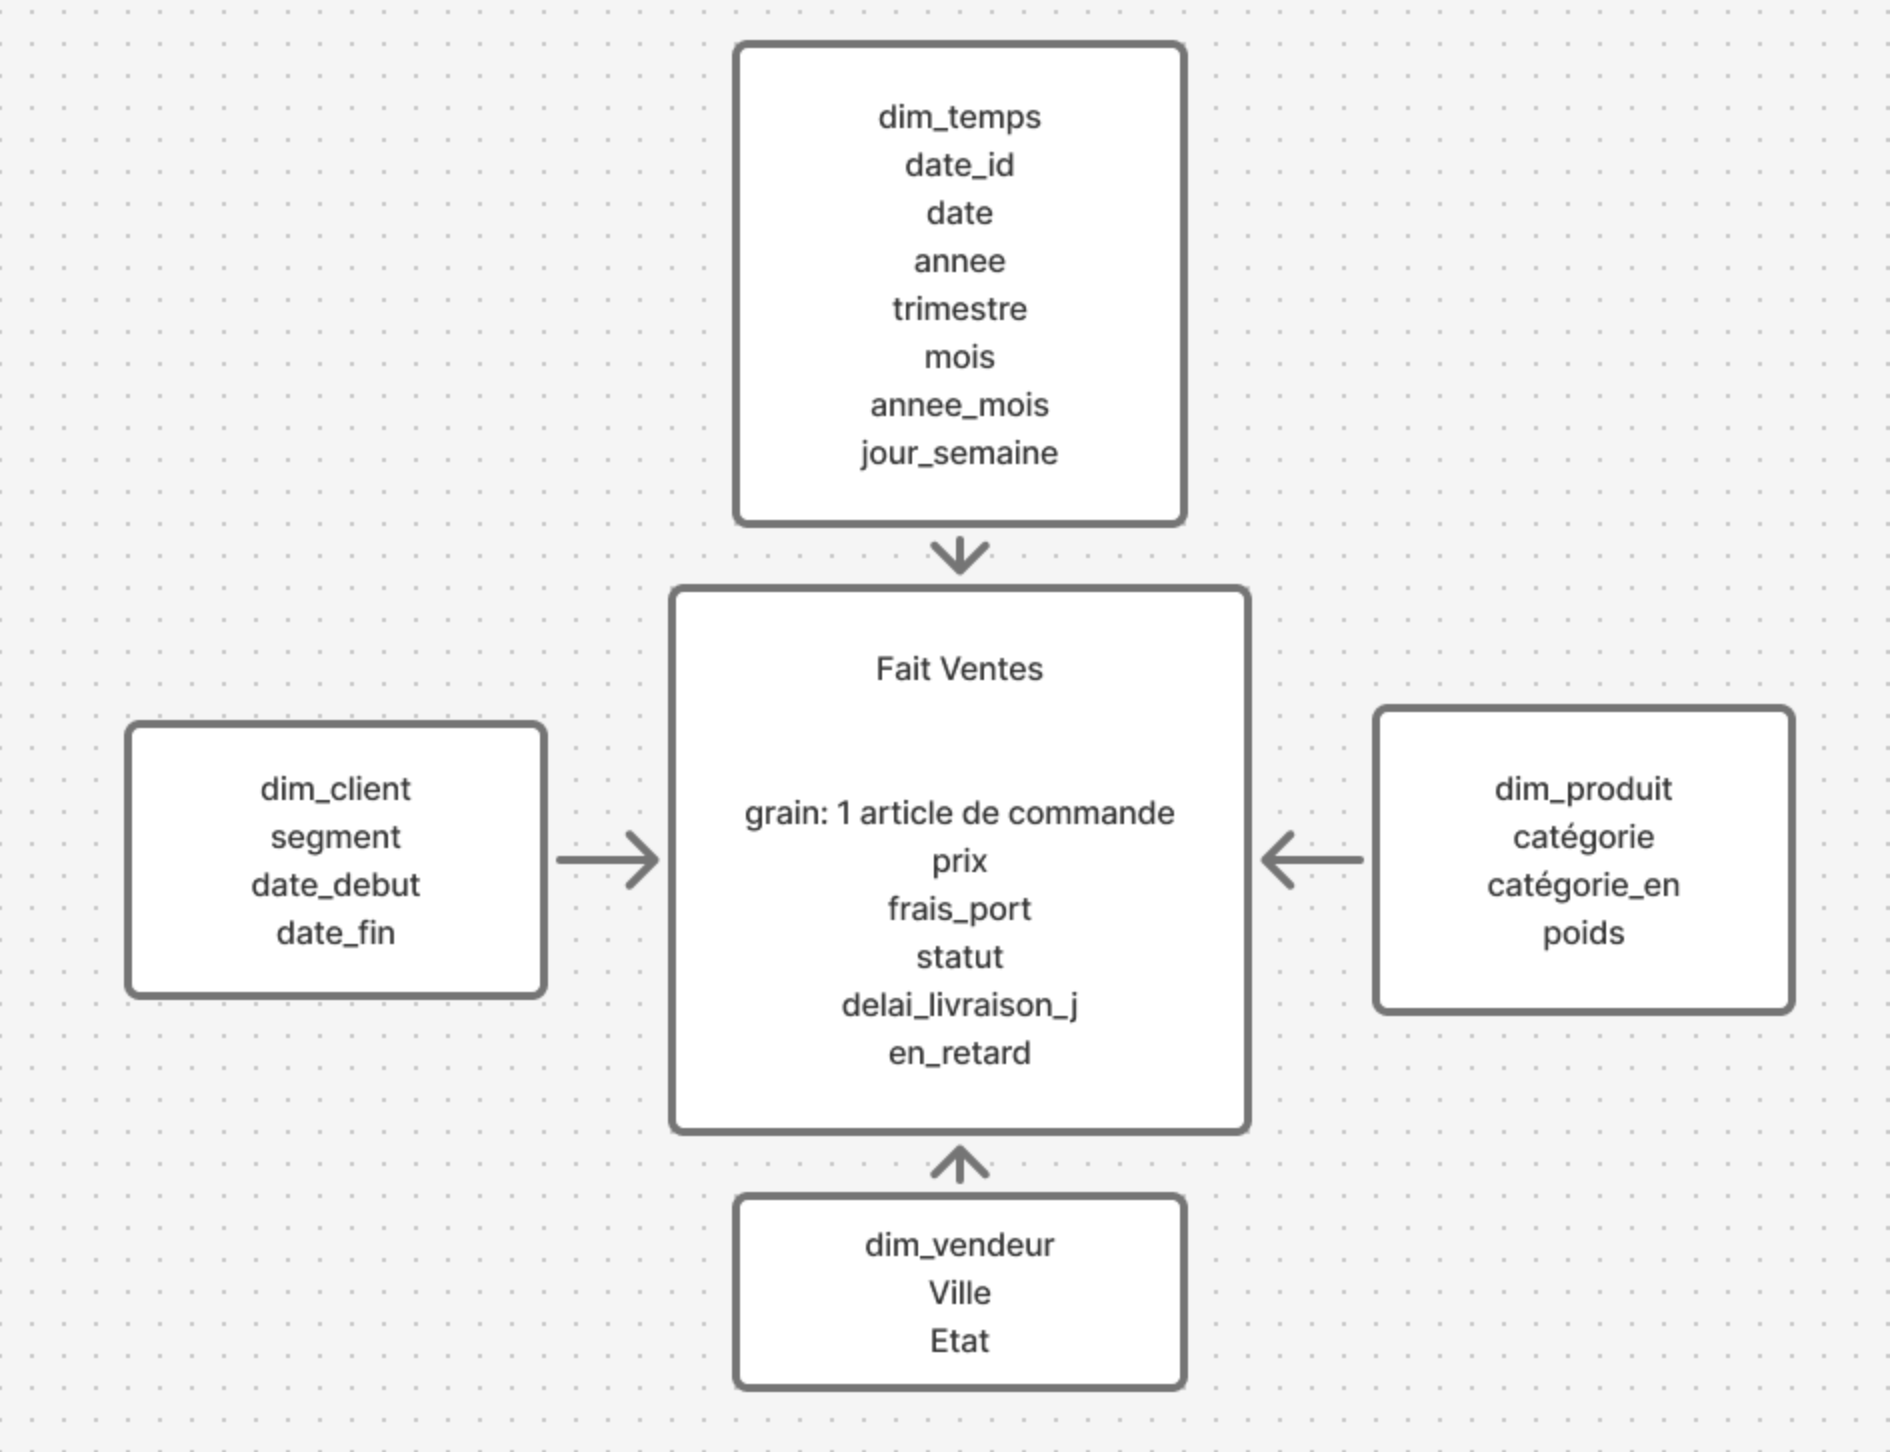 dim_temps
date_id
date
annee
trimestre
mois
annee_mois
jour_semaine
Fait Ventes
grain: 1 article de commande
prix
frais_port
statut
delai_livraison_j
en_retard
dim_client
segment
date_debut
date_fin
dim_produit
catégorie
catégorie_en
poids
dim_vendeur
Ville
Etat